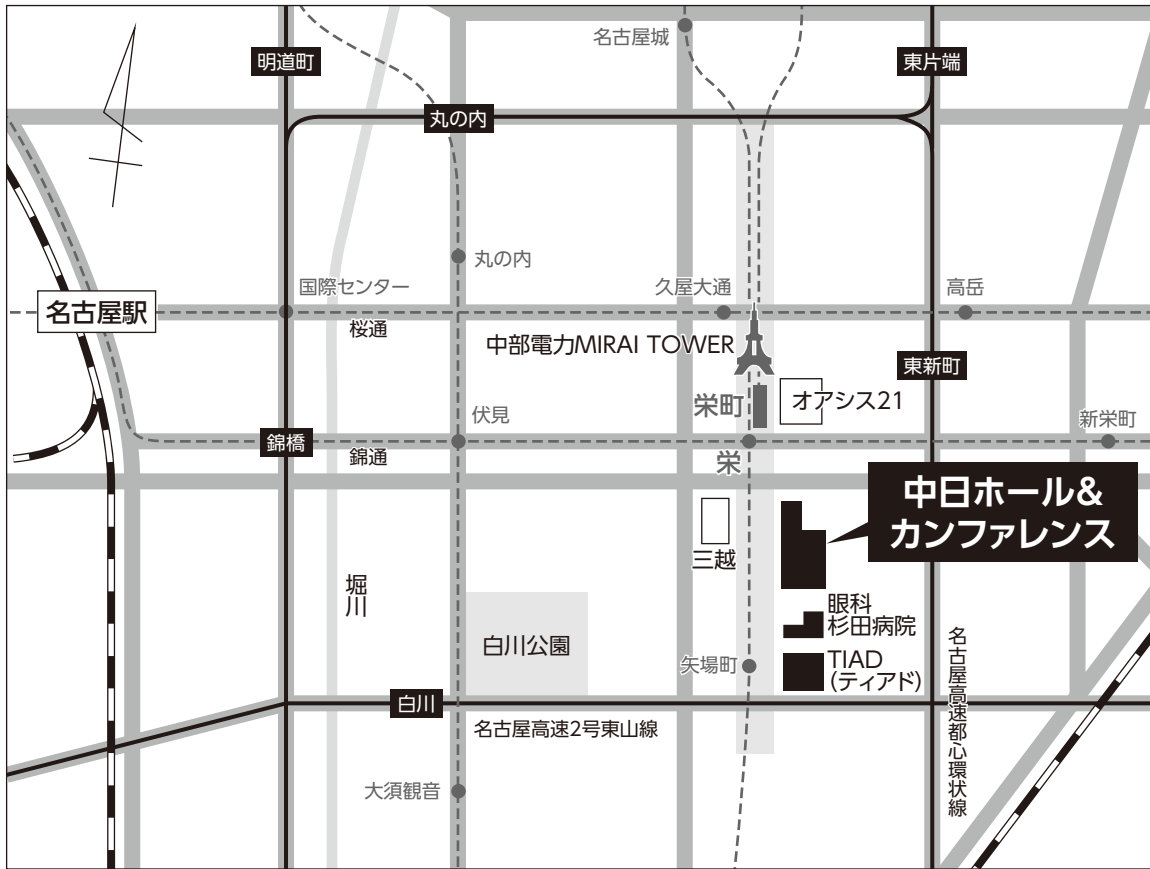 名古屋城
明道町
東片端
丸の内
丸の内
国際センター
久屋大通
高岳
名古屋駅
桜通
中部電力MIRAI TOWER
東新町
栄町
オアシス21
伏見
新栄町
錦橋
錦通
栄
中日ホール&
カンファレンス
三越
堀川
眼科
杉田病院
白川公園
矢場町
TIAD
(ティアド)
名古屋高速都心環状線
白川
名古屋高速2号東山線
大須観音